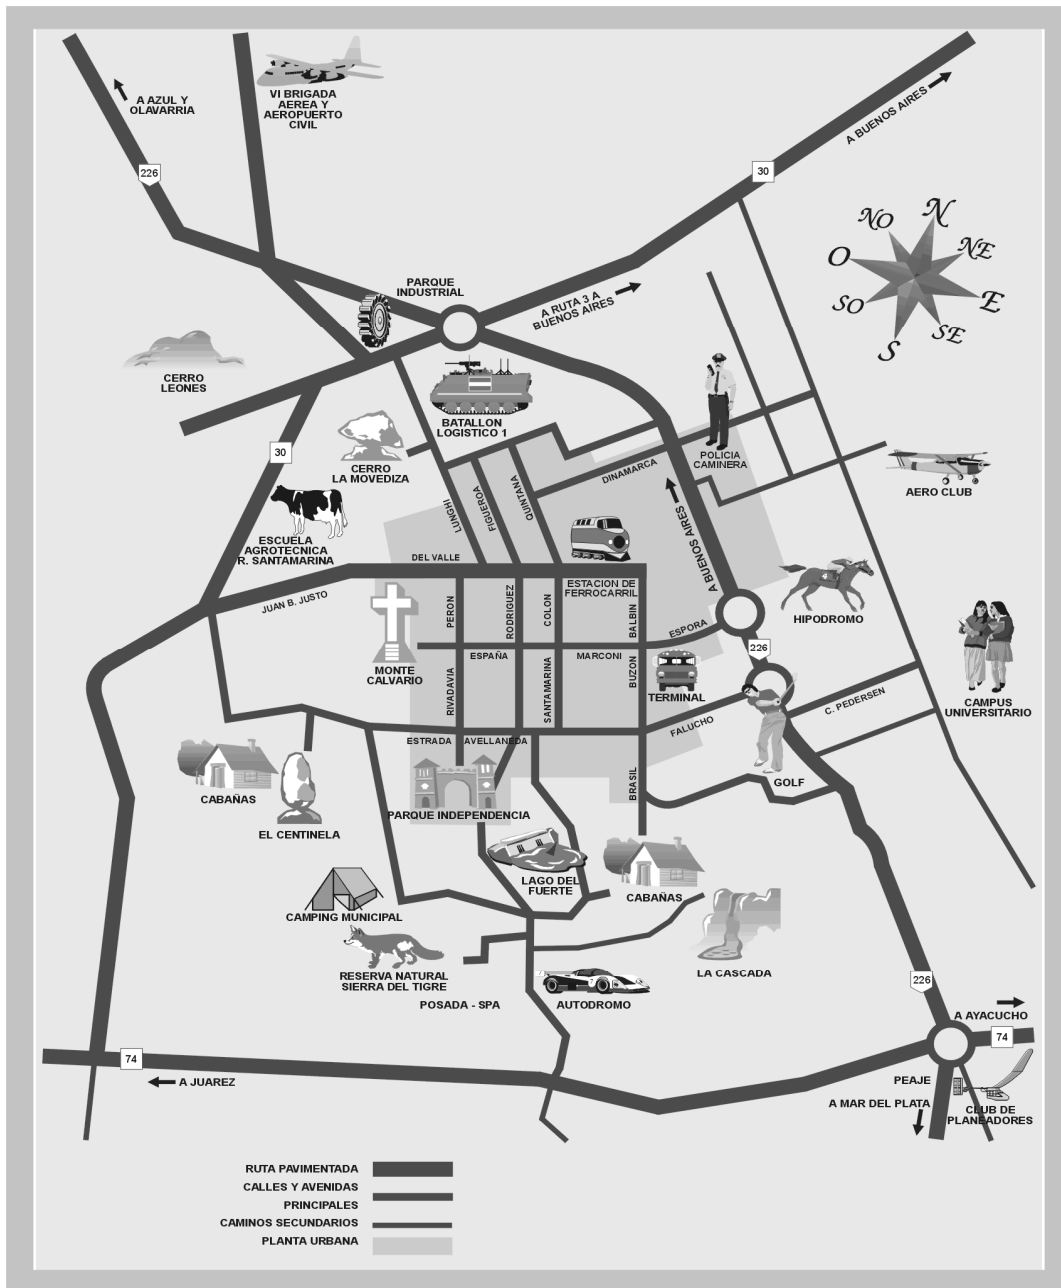 A AZUL Y
OLAVARRIA
VI BRIGADA
AEREA Y
AEROPUERTO
CIVIL
A BUENOS AIRES
226
30
N
NO
NE
O
E
SO
SE
S
PARQUE
INDUSTRIAL
A RUTA 3 A
BUENOS AIRES
CERRO
LEONES
BATALLON
LOGISTICO 1
30
CERRO
LA MOVEDIZA
POLICIA
CAMINERA
DINAMARCA
AERO CLUB
LUNGHI
FIGUEROA
QUINTANA
A BUENOS AIRES
ESCUELA
AGROTECNICA
R. SANTAMARINA
DEL VALLE
ESTACION DE
FERROCARRIL
JUAN B. JUSTO
PERON
RODRIGUEZ
COLON
BALBIN
ESPORA
HIPODROMO
226
MONTE
CALVARIO
ESPAÑA
MARCONI
RIVADAVIA
SANTAMARINA
BUZON
TERMINAL
C. PEDERSEN
CAMPUS
UNIVERSITARIO
FALUCHO
ESTRADA
AVELLANEDA
GOLF
BRASIL
CABAÑAS
EL CENTINELA
PARQUE INDEPENDENCIA
LAGO DEL
FUERTE
CABAÑAS
CAMPING MUNICIPAL
RESERVA NATURAL
SIERRA DEL TIGRE
LA CASCADA
POSADA - SPA
AUTODROMO
226
A AYACUCHO
74
74
A JUAREZ
PEAJE
A MAR DEL PLATA
CLUB DE
PLANEADORES
RUTA PAVIMENTADA
CALLES Y AVENIDAS
PRINCIPALES
CAMINOS SECUNDARIOS
PLANTA URBANA